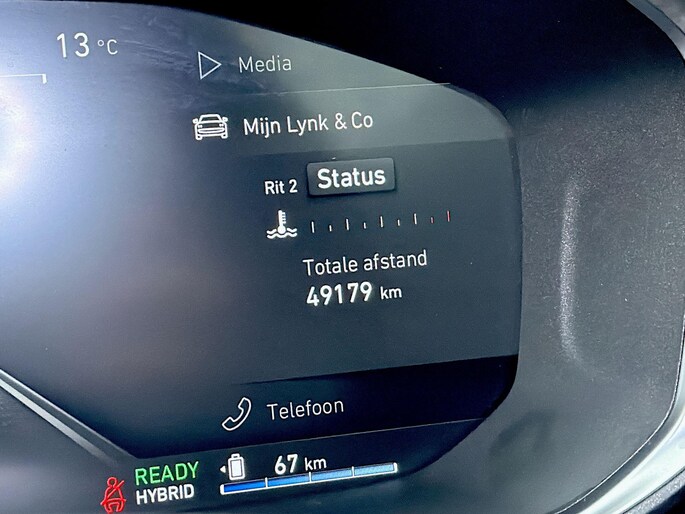 13 °C
Media
Mijn Lynk & Co
Rit 2 Status
Totale afstand
49179 km
Telefoon
READY
HYBRID
67 km